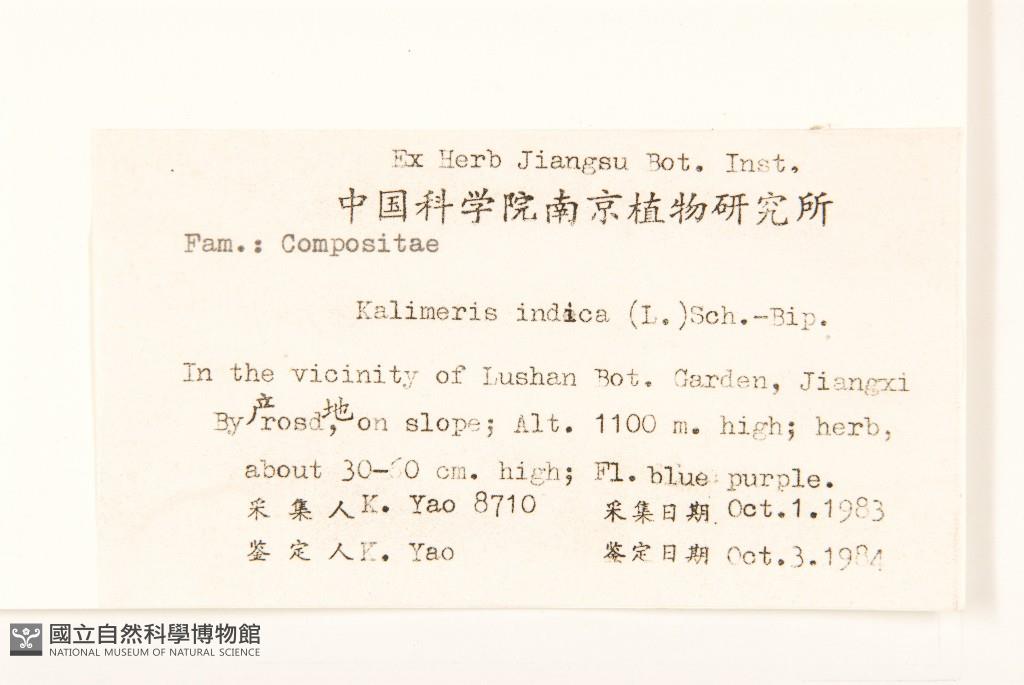 Ex Herb Jiangsu Bot. Inst.
中国科学院南京植物研究所
Fam.: Compositae
Kalimeris indica (L.)Sch.-Bip.
In the vicinity of Lushan Bot. Garden, Jiangxi
产地
By rosd, on slope; Alt. 1100 m. high; herb,
about 30- cm. high; Fl. blue purple.
采集人 K. Yao 8710 采集日期 Oct.1.1983
鉴定人 K. Yao 鉴定日期 Oct.3.1984
國立自然科學博物館
NATIONAL MUSEUM OF NATURAL SCIENCE